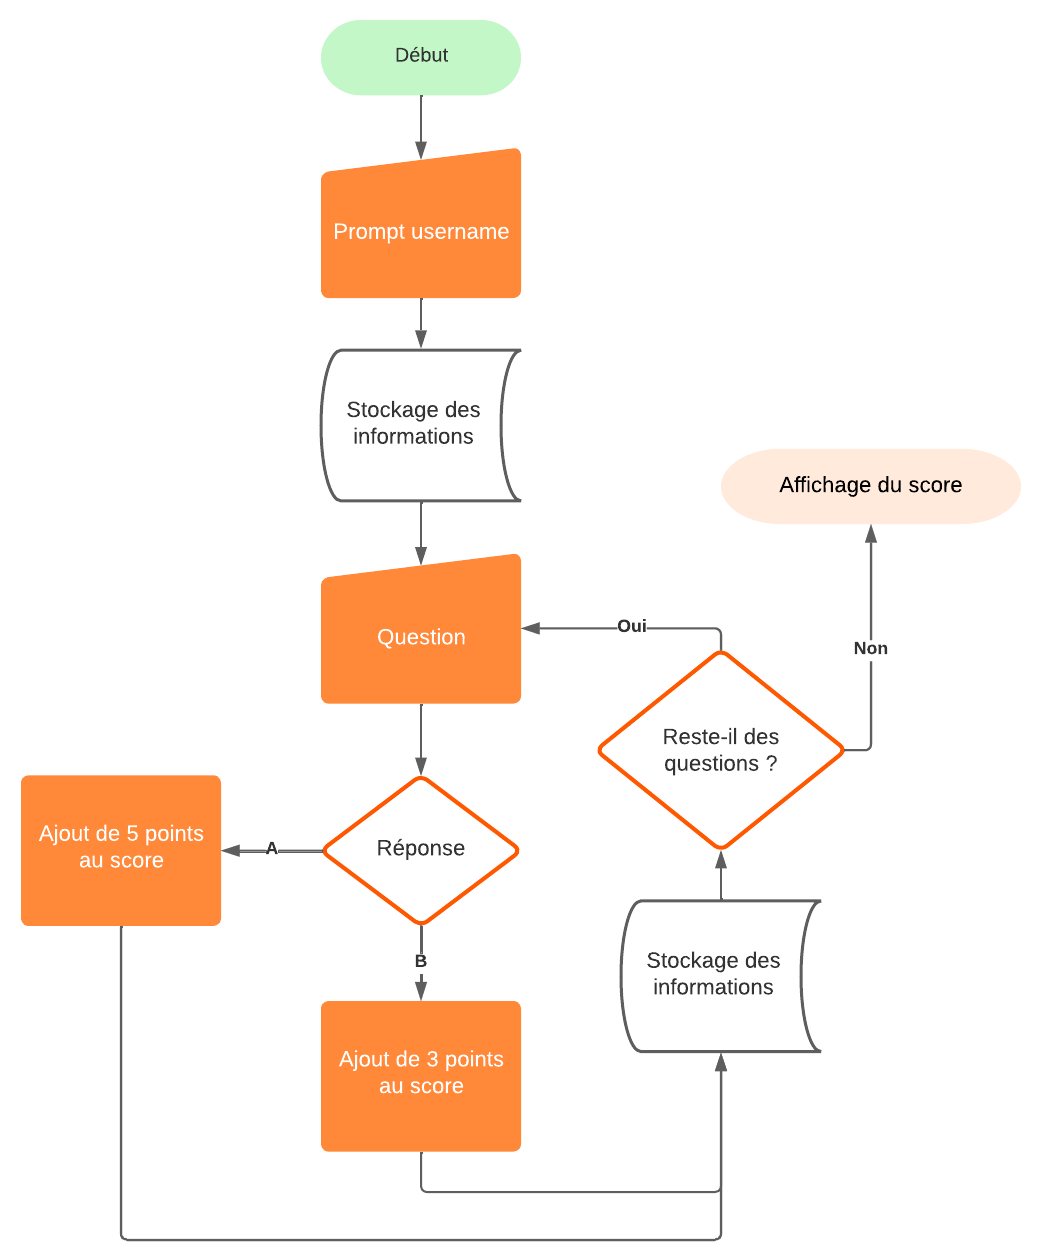 Début
Prompt username
Stockage des
informations
Question
Réponse
A
Ajout de 5 points
au score
B
Ajout de 3 points
au score
Stockage des
informations
Reste-il des
questions ?
Oui
Non
Affichage du score